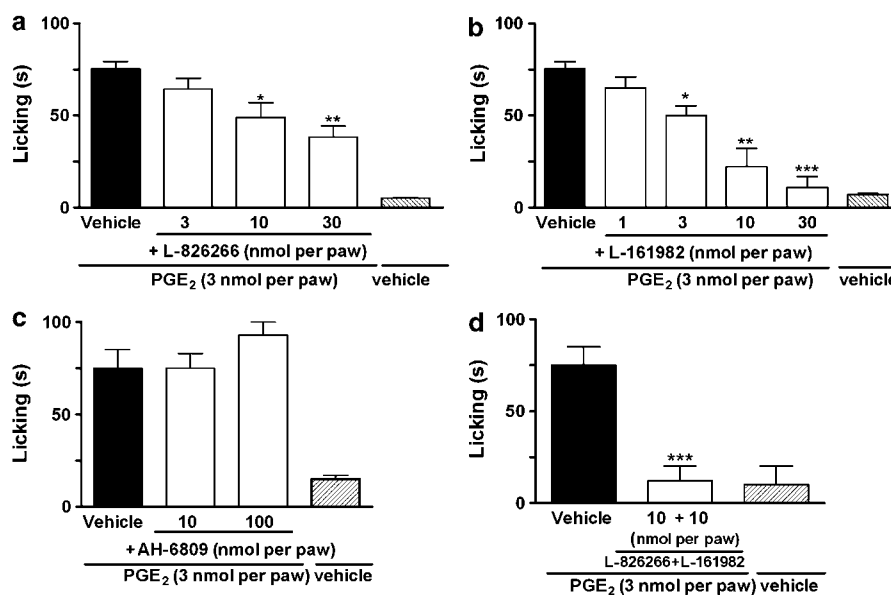 a
Licking (s)
100
50
0
*
**
Vehicle 3 10 30
+ L-826266 (nmol per paw)
PGE₂ (3 nmol per paw) vehicle
b
Licking (s)
100
50
0
*
**
***
Vehicle 1 3 10 30
+ L-161982 (nmol per paw)
PGE₂ (3 nmol per paw) vehicle
c
Licking (s)
100
50
0
Vehicle 10 100
+AH-6809 (nmol per paw)
PGE₂ (3 nmol per paw) vehicle
d
Licking (s)
100
50
0
***
Vehicle 10 + 10
(nmol per paw)
L-826266+L-161982
PGE₂ (3 nmol per paw) vehicle